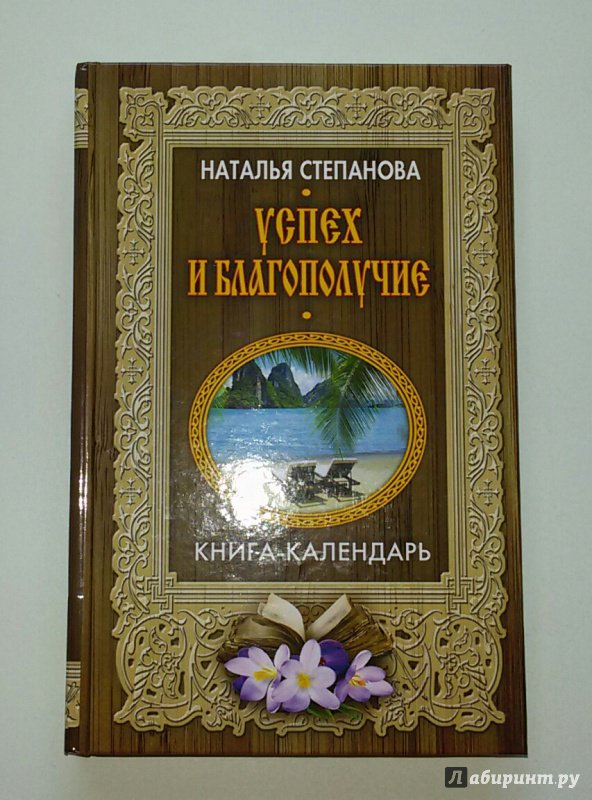 НАТАЛЬЯ СТЕПАНОВА
УСПЕХ
И БЛАГОПОЛУЧИЕ
КНИГА-КАЛЕНДАРЬ
Лабиринт.ру